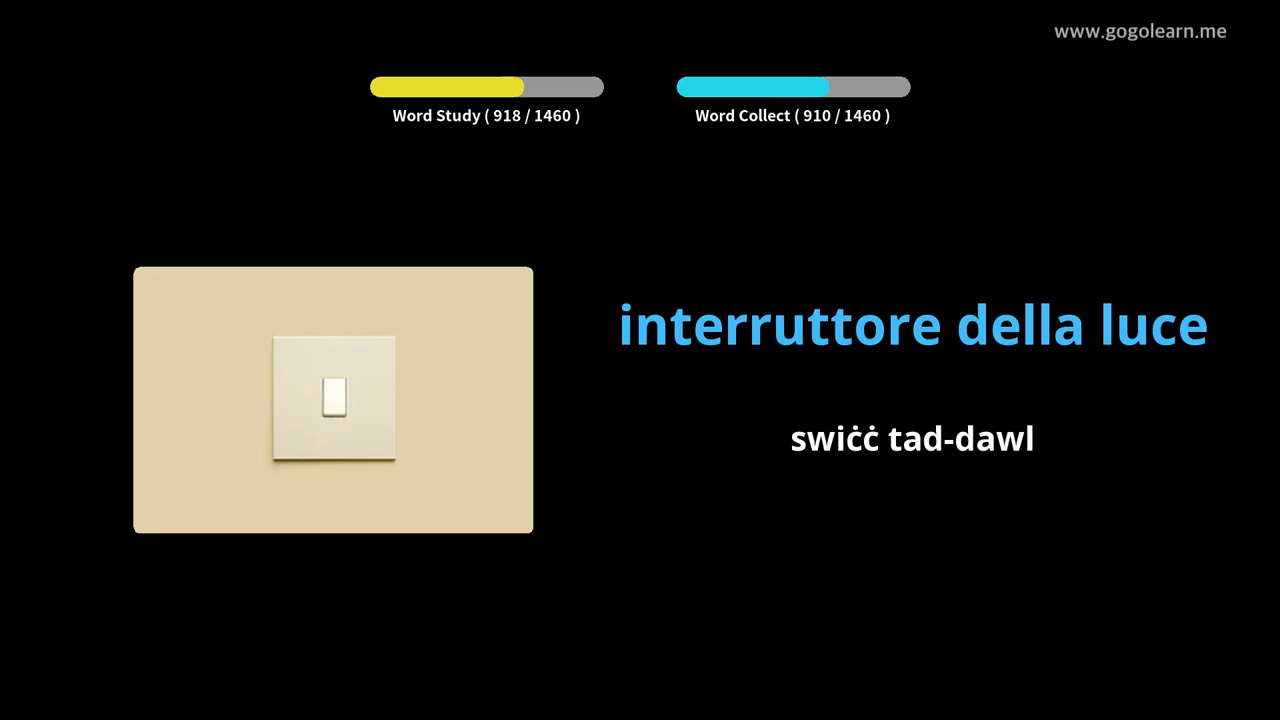 www.gogolearn.me
Word Study ( 918 / 1460 )
Word Collect ( 910 / 1460 )
interruttore della luce
swiċċ tad-dawl